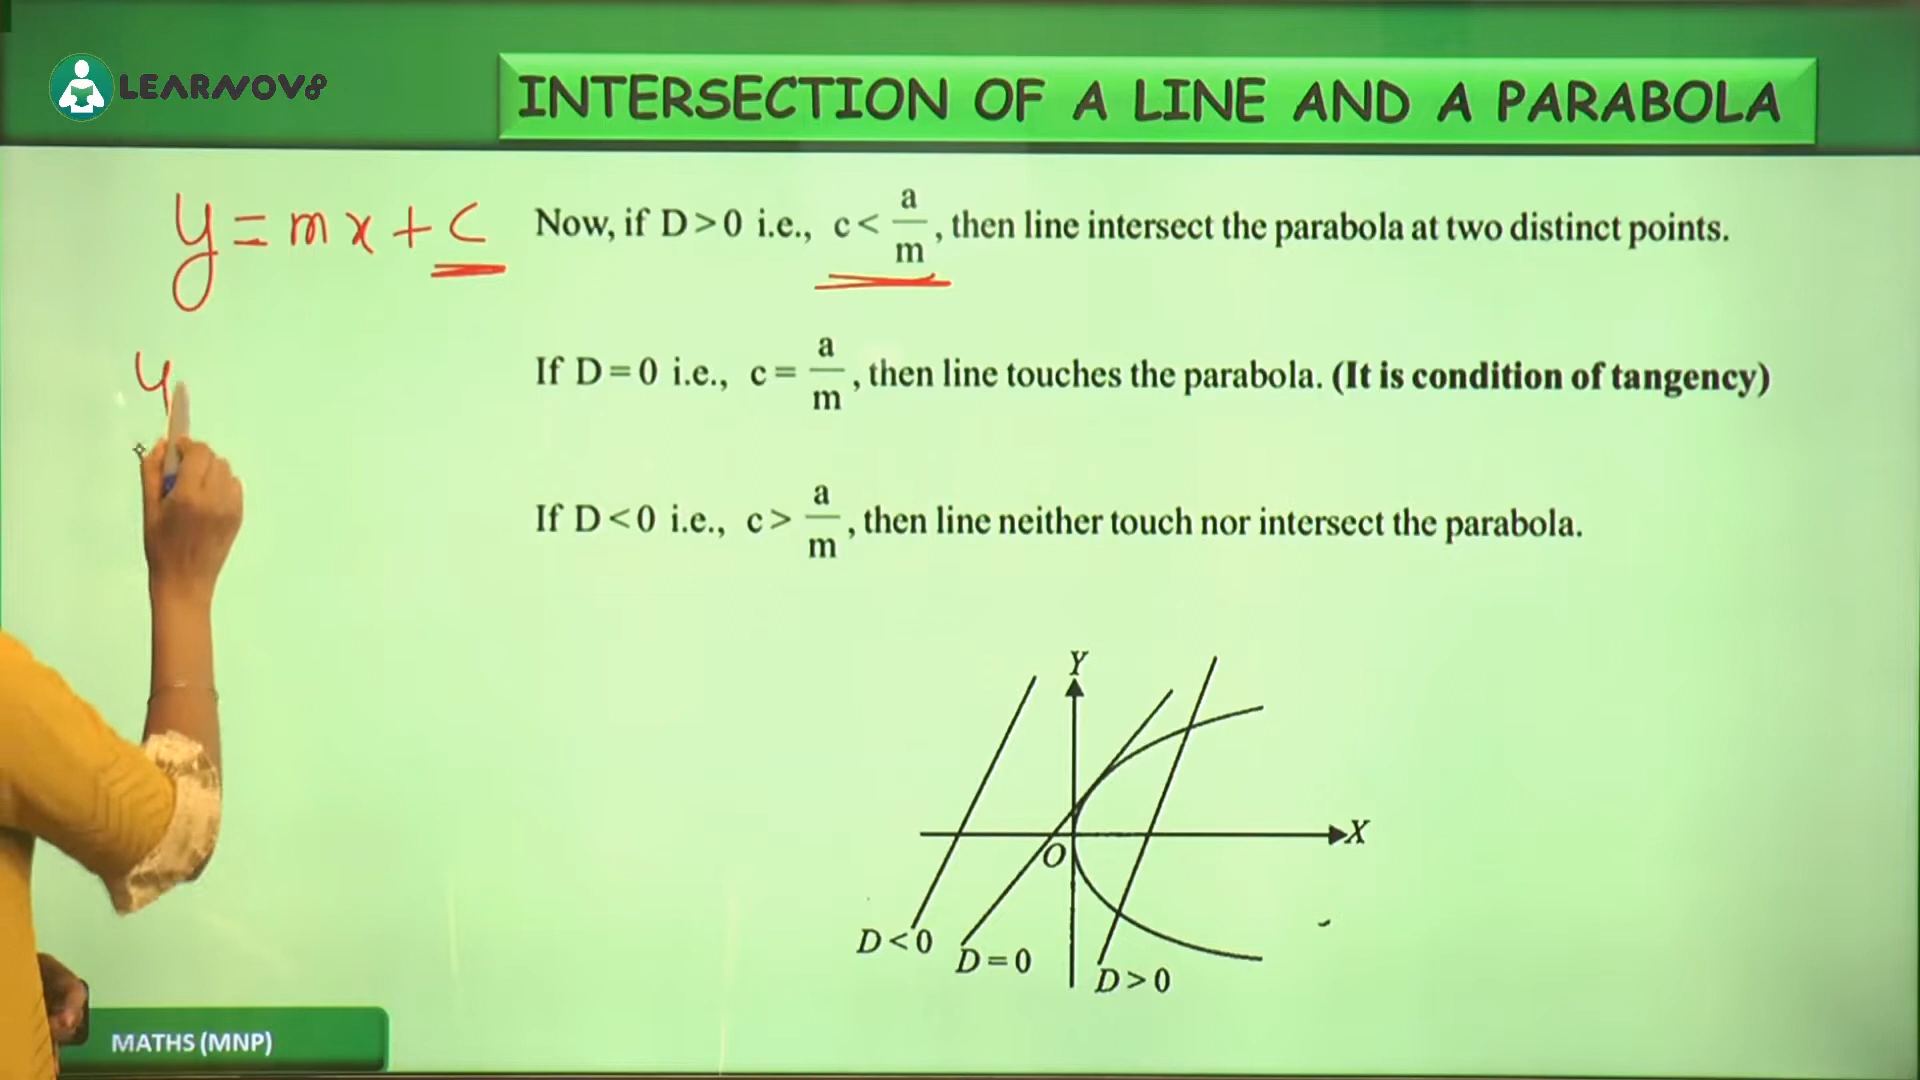 LEARNOV8
INTERSECTION OF A LINE AND A PARABOLA
y = mx + c
Now, if D > 0 i.e., c < a/m, then line intersect the parabola at two distinct points.
y
If D = 0 i.e., c = a/m, then line touches the parabola. (It is condition of tangency)
If D < 0 i.e., c > a/m, then line neither touch nor intersect the parabola.
Y
X
O
D < 0
D = 0
D > 0
MATHS (MNP)